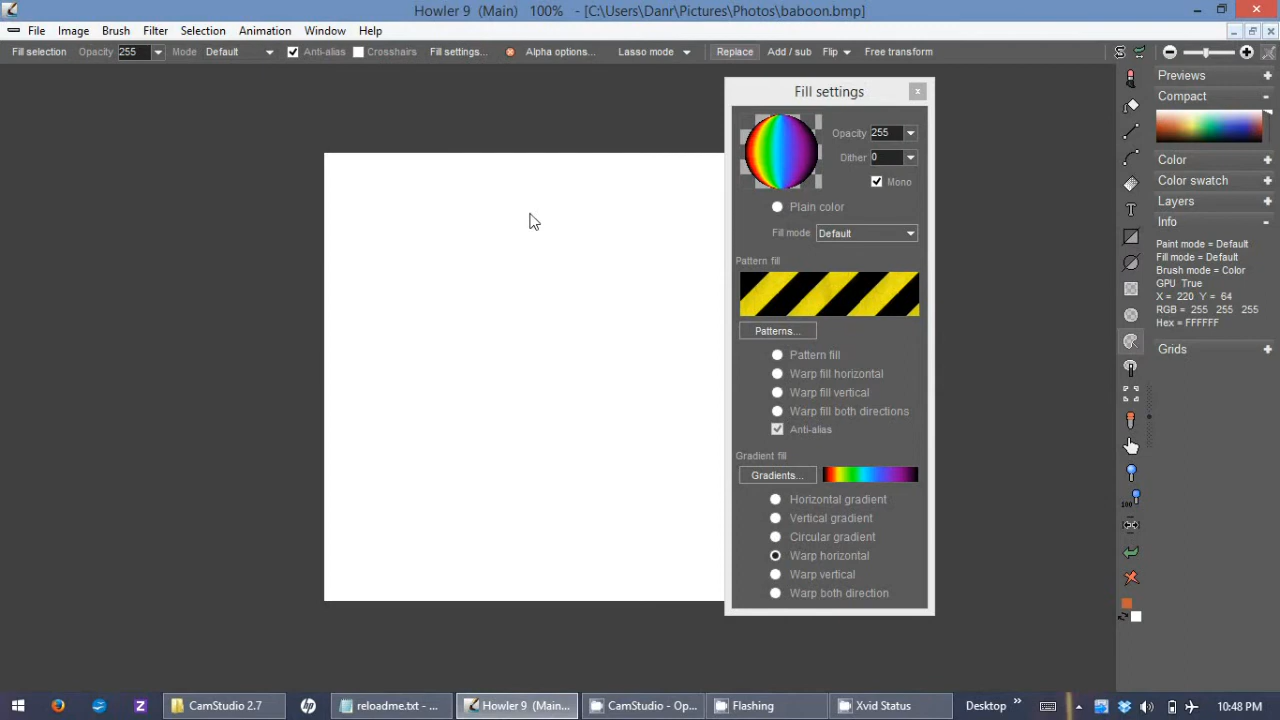 Howler 9 (Main) 100% - [C:\Users\Danr\Pictures\Photos\baboon.bmp]
File Image Brush Filter Selection Animation Window Help
Fill selection Opacity 255 Mode Default Anti-alias Crosshairs Fill settings... Alpha options... Lasso mode Replace Add / sub Flip Free transform
Fill settings
x
Opacity 255
Dither 0
Mono
Plain color
Fill mode Default
Pattern fill
Patterns...
Pattern fill
Warp fill horizontal
Warp fill vertical
Warp fill both directions
Anti-alias
Gradient fill
Gradients...
Horizontal gradient
Vertical gradient
Circular gradient
Warp horizontal
Warp vertical
Warp both direction
T
100
Previews +
Compact -
Color +
Color swatch +
Layers +
Info -
Paint mode = Default
Fill mode = Default
Brush mode = Color
GPU True
X = 220 Y = 64
RGB = 255 255 255
Hex = FFFFFF
Grids +
Z
CamStudio 2.7
hp
reloadme.txt - ...
Howler 9 (Main...
CamStudio - Op...
Flashing
Xvid Status
Desktop »
10:48 PM